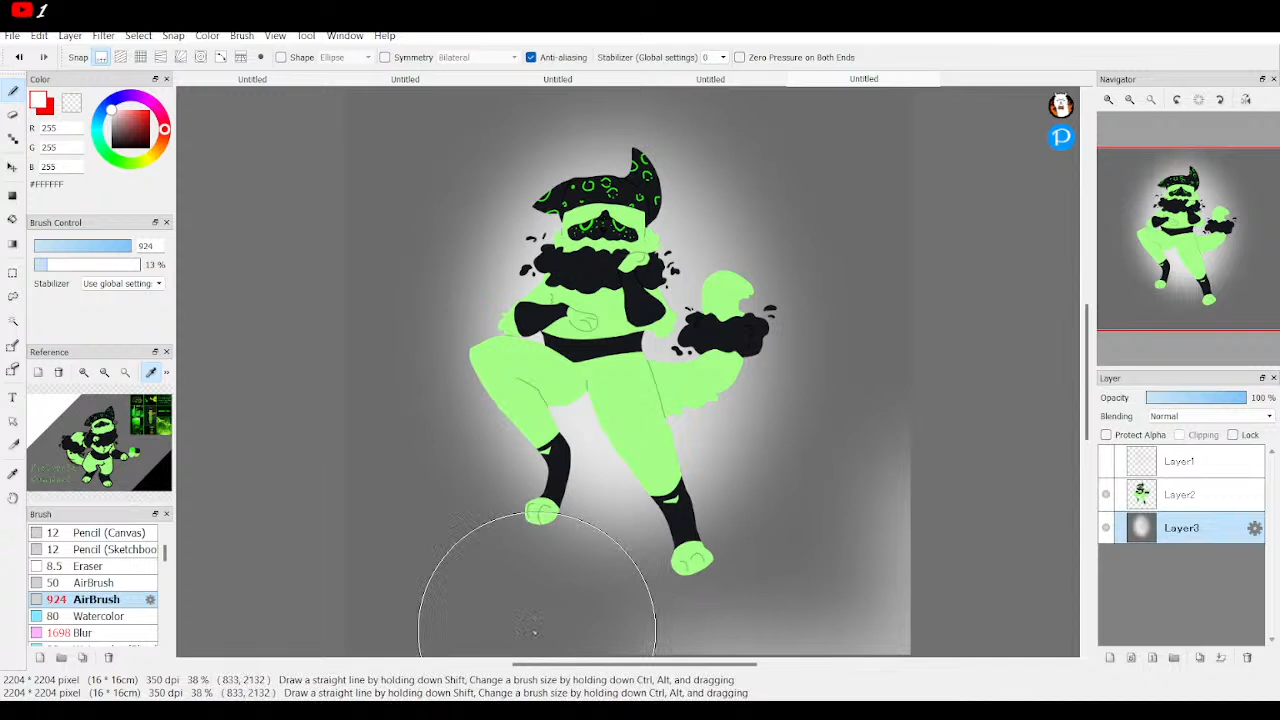 1
File Edit Layer Filter Select Snap Color Brush View Tool Window Help
Snap Shape Ellipse Symmetry Bilateral Anti-aliasing Stabilizer (Global settings) 0 Zero Pressure on Both Ends
Color
Untitled Untitled Untitled Untitled Untitled
Navigator
R 255
G 255
B 255
#FFFFFF
Brush Control
924
13 %
Stabilizer Use global setting
Reference
Layer
Opacity 100 %
Blending Normal
Protect Alpha Clipping Lock
Layer1
Layer2
Layer3
Brush
12 Pencil (Canvas)
12 Pencil (Sketchboo
8.5 Eraser
50 AirBrush
924 AirBrush
80 Watercolor
1698 Blur
2204 * 2204 pixel (16 * 16cm) 350 dpi 38 % ( 833, 2132) Draw a straight line by holding down Shift, Change a brush size by holding down Ctrl, Alt, and dragging
2204 * 2204 pixel (16 * 16cm) 350 dpi 38 % ( 833, 2132) Draw a straight line by holding down Shift, Change a brush size by holding down Ctrl, Alt, and dragging